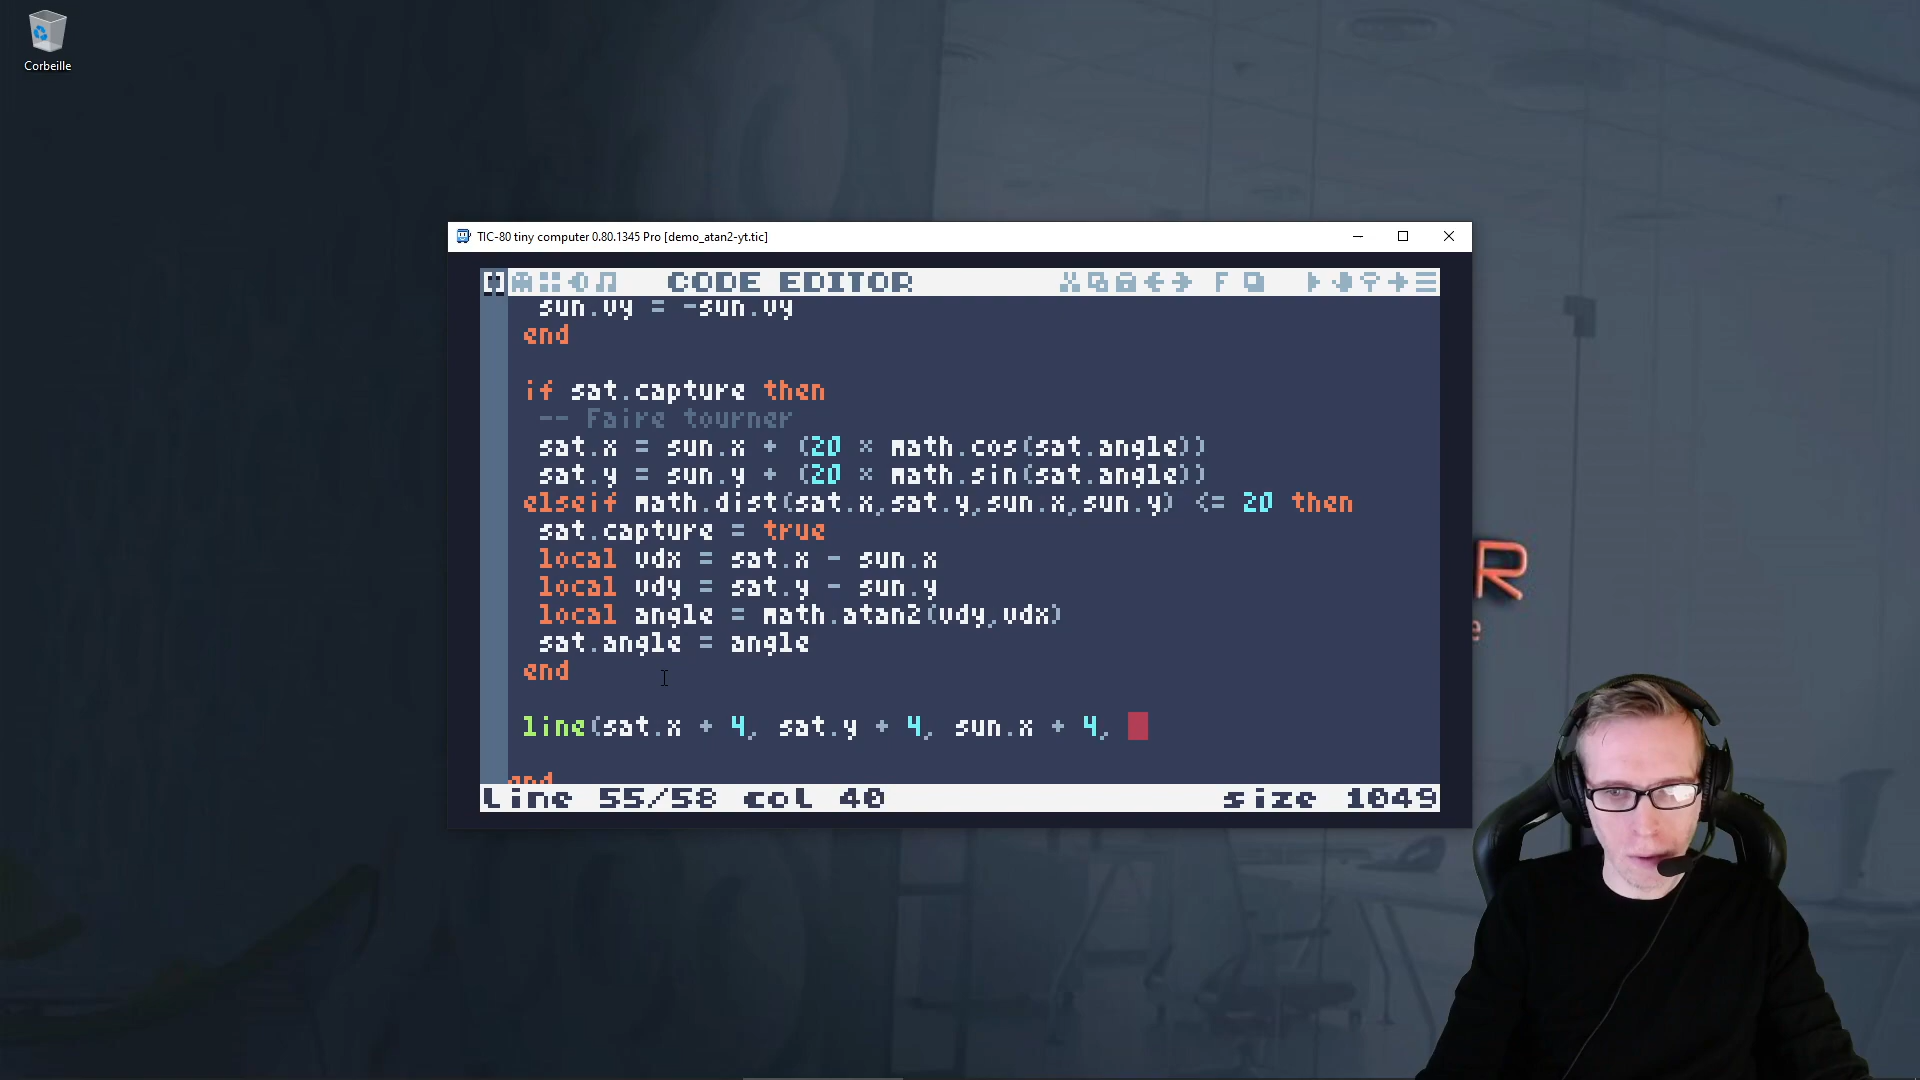 Corbeille
TIC-80 tiny computer 0.80.1345 Pro [demo_atan2-yt.tic]
CODE EDITOR
F
sun.vy = -sun.vy
end
if sat.capture then
-- Faire tourner
sat.x = sun.x + (20 * math.cos(sat.angle))
sat.y = sun.y + (20 * math.sin(sat.angle))
elseif math.dist(sat.x,sat.y,sun.x,sun.y) <= 20 then
sat.capture = true
local vdx = sat.x - sun.x
local vdy = sat.y - sun.y
local angle = math.atan2(vdy,vdx)
sat.angle = angle
end
line(sat.x + 4, sat.y + 4, sun.x + 4,
end
line 55/58 col 40
size 1049
R
e